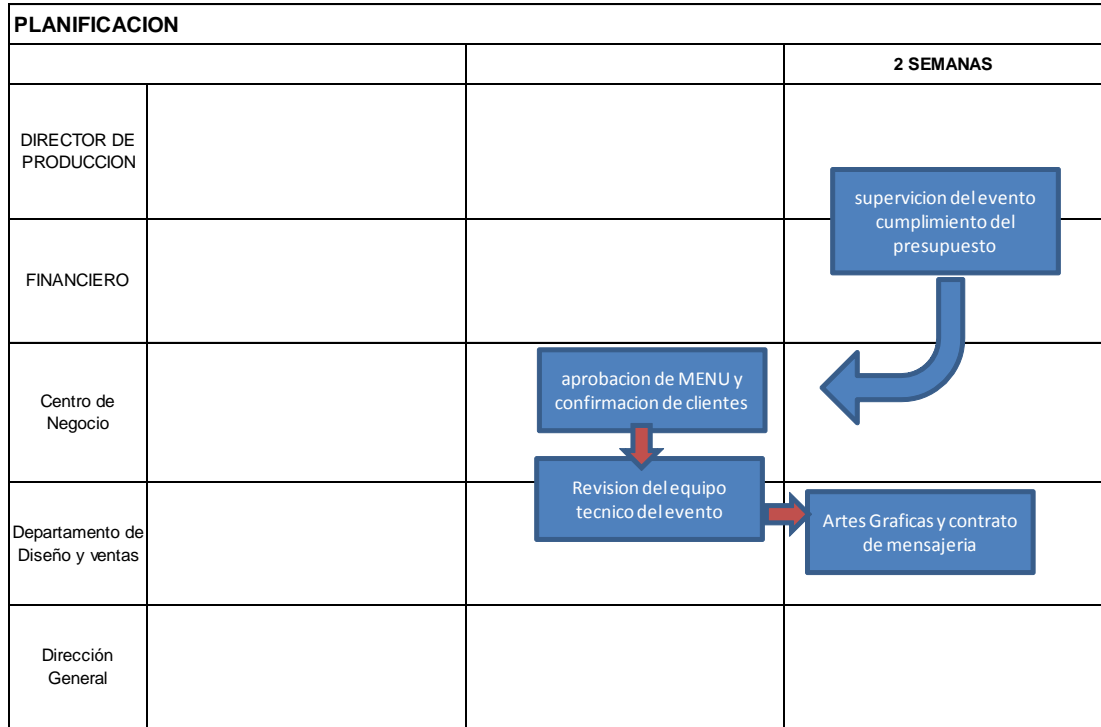 PLANIFICACION
2 SEMANAS
DIRECTOR DE
PRODUCCION
supervicion del evento
cumplimiento del
presupuesto
FINANCIERO
Centro de
Negocio
aprobacion de MENU y
confirmacion de clientes
Revision del equipo
tecnico del evento
Departamento de
Diseño y ventas
Artes Graficas y contrato
de mensajeria
Dirección
General